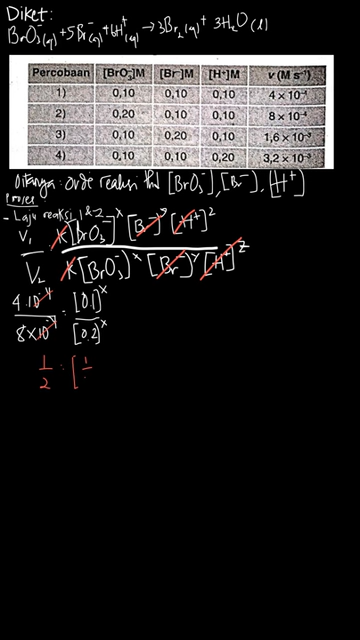 Diket:
BrO₃⁻(aq) + 5Br⁻(aq) + 6H⁺(aq) → 3Br₂(aq) + 3H₂O(l)
Percobaan [BrO₃⁻]M [Br⁻]M [H⁺]M v (M s⁻¹)
1) 0,10 0,10 0,10 4 × 10⁻⁴
2) 0,20 0,10 0,10 8 × 10⁻⁴
3) 0,10 0,20 0,10 1,6 × 10⁻³
4) 0,10 0,10 0,20 3,2 × 10⁻³
Ditanya: orde reaksi thd [BrO₃⁻], [Br⁻], [H⁺]
Proses
- Laju reaksi 1 & 2
V₁ = K[BrO₃⁻]ˣ [Br⁻]ʸ [H⁺]ᶻ
V₂ K[BrO₃⁻]ˣ [Br⁻]ʸ [H⁺]ᶻ
4·10⁻⁴ = [0.1]ˣ
8×10⁻⁴ [0.2]ˣ
1 = [1
2